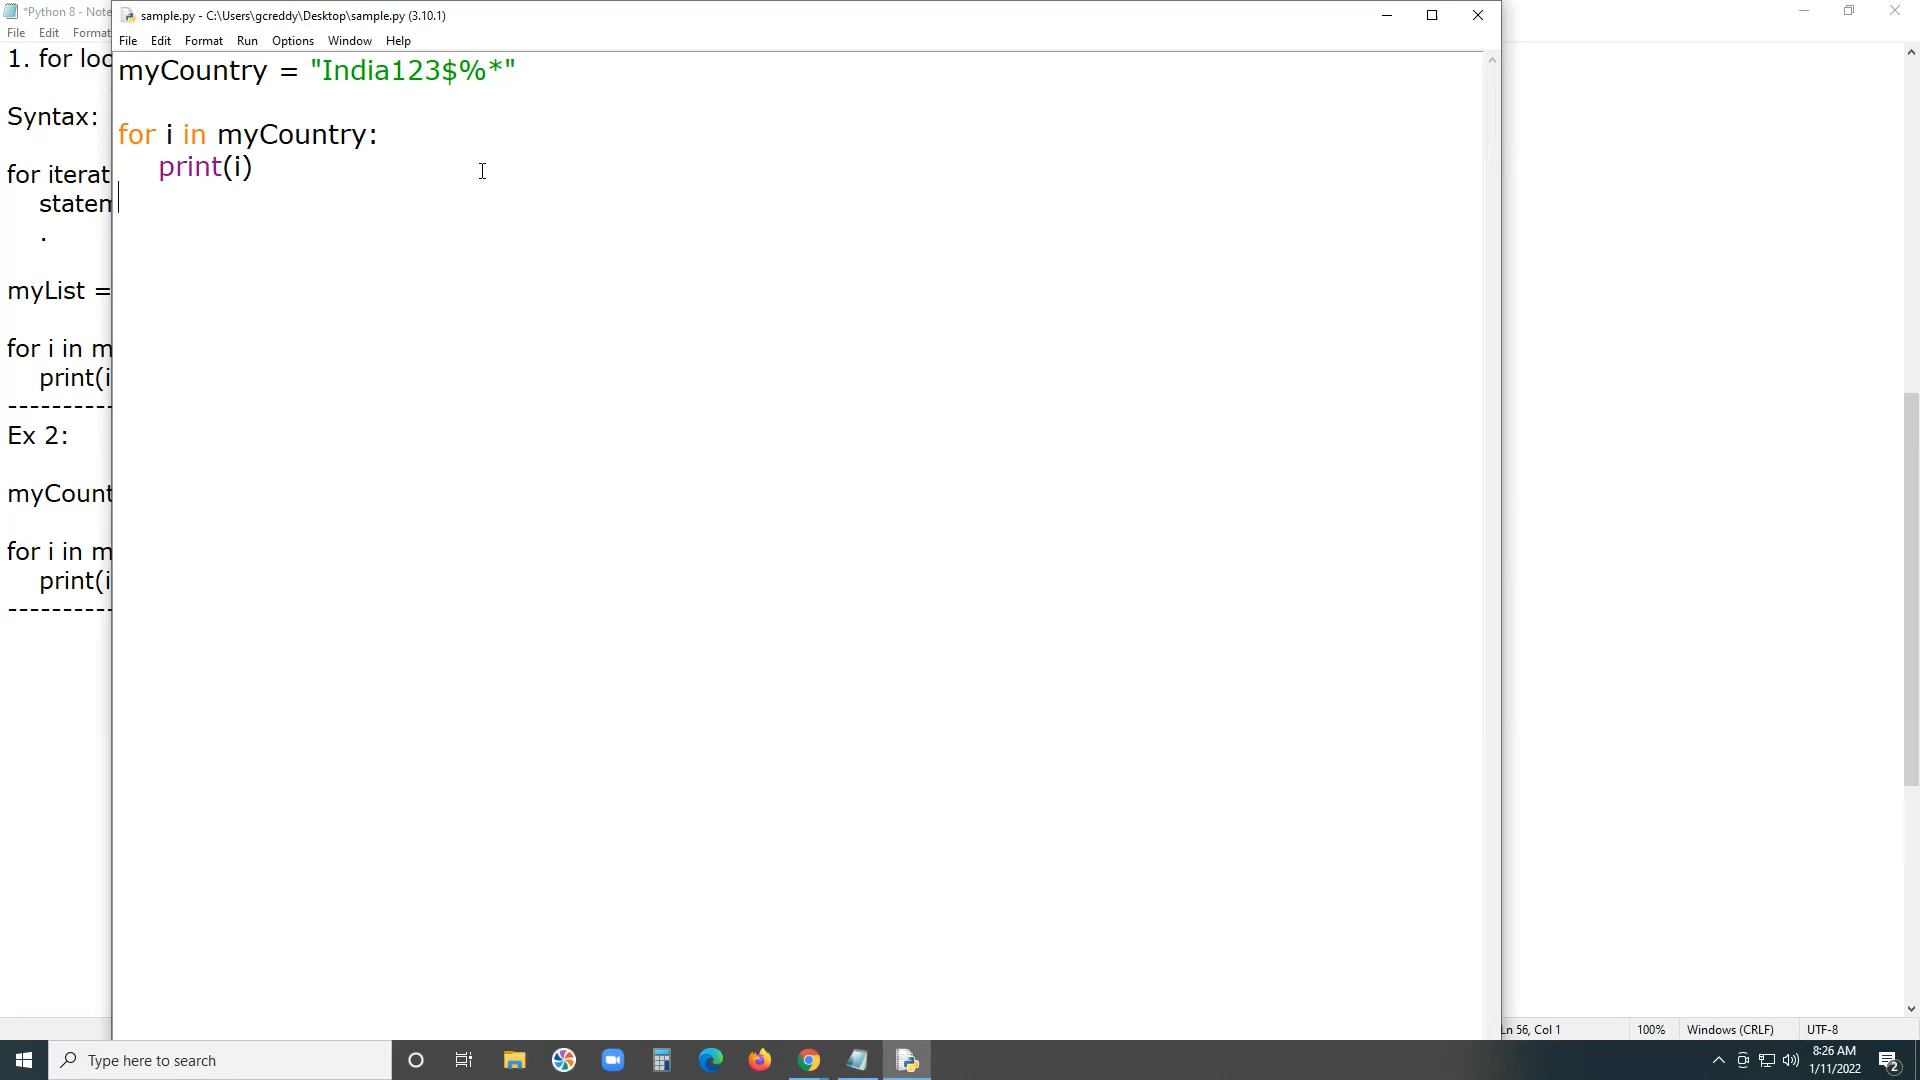 *Python 8 - Note
File Edit Format
1. for loo
Syntax:
for iterat
statem
.
myList =
for i in m
print(i
----------
Ex 2:
myCount
for i in m
print(i
----------
sample.py - C:\Users\gcreddy\Desktop\sample.py (3.10.1)
File Edit Format Run Options Window Help
myCountry = "India123$%*"
for i in myCountry:
print(i)
Ln 56, Col 1 100% Windows (CRLF) UTF-8
Type here to search
8:26 AM
1/11/2022
2